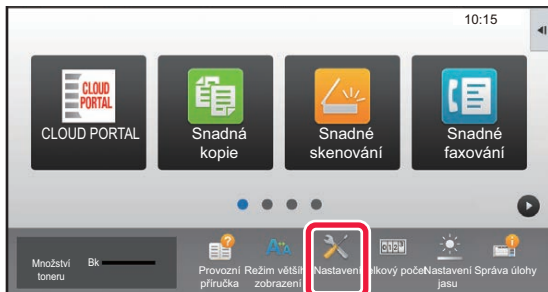 10:15
CLOUD
PORTAL
CLOUD PORTAL
Snadná
kopie
Snadné
skenování
Snadné
faxování
Množství
toneru
Bk
Provozní
příručka
Režim větší
zobrazení
Nastavení
lkový počet
Nastavení
jasu
Správa úlohy